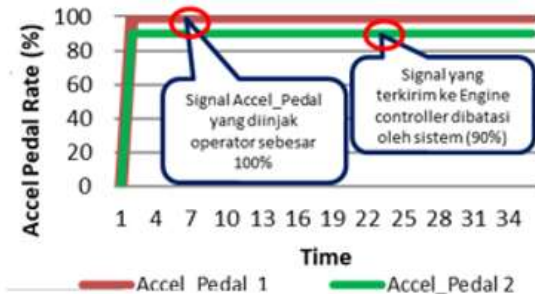 Accel Pedal Rate (%)
100
80
60
40
20
0
Signal Accel_Pedal
yang diinjak
operator sebesar
100%
Signal yang
terkirim ke Engine
controller dibatasi
oleh sistem (90%)
1 4 7 10 13 16 19 22 25 28 31 34
Time
Accel_Pedal_1 Accel_Pedal 2